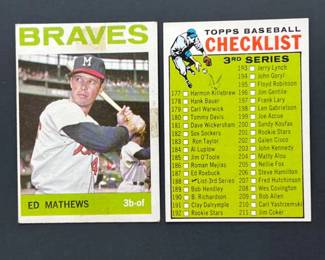 BRAVES
M
4
ED MATHEWS
3b-of
TOPPS BASEBALL
CHECKLIST
3RD SERIES
177 Harmon Killebrew
178 Hank Bauer
179 Carl Warwick
180 Tommy Davis
181 Dave Wickersham
182 Sox Sockers
183 Ron Taylor
184 Al Luplow
185 Jim O'Toole
186 Roman Mejias
187 Ed Roebuck
188 List-3rd Series
189 Bob Hendley
190 B. Richardson
191 Clay Dalrymple
192 Rookie Stars
193 Jerry Lynch
194 John Goryl
195 Floyd Robinson
196 Jim Gentile
197 Frank Lary
198 Len Gabrielson
199 Joe Azcue
200 Sandy Koufax
201 Rookie Stars
202 Galen Cisco
203 John Kennedy
204 Matty Alou
205 Nellie Fox
206 Steve Hamilton
207 Fred Hutchinson
208 Wes Covington
209 Bob Allen
210 Carl Yastrzemski
211 Jim Coker